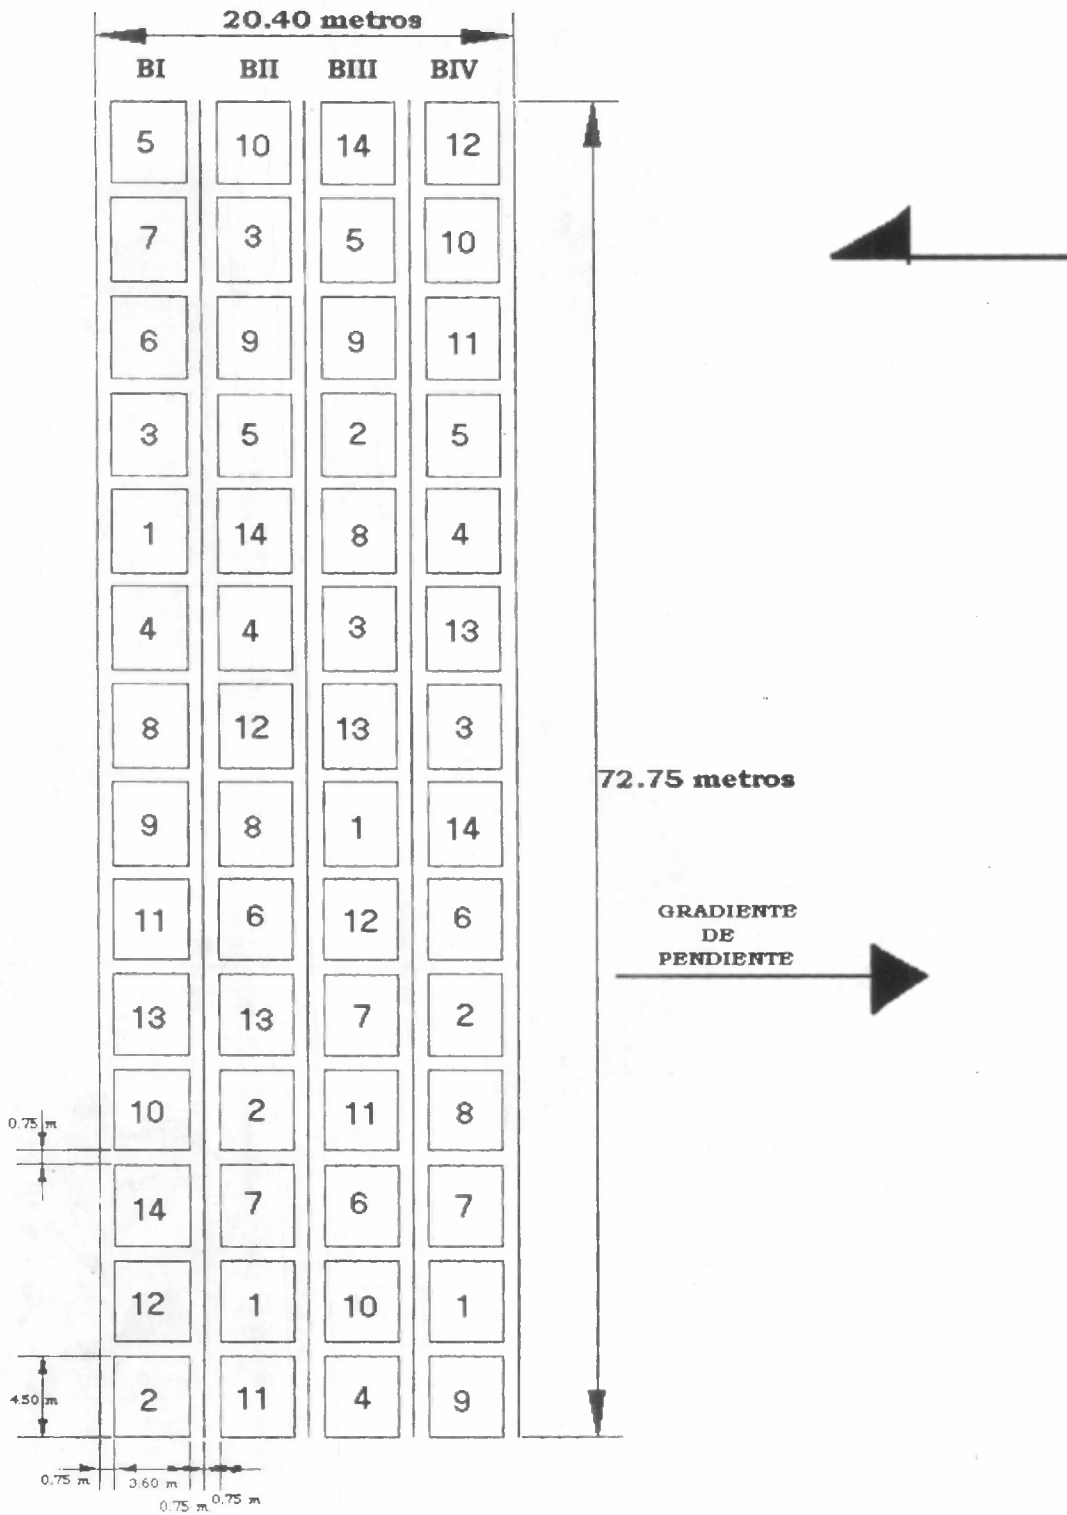 20.40 metros
BI BII BIII BIV
5 10 14 12
7 3 5 10
6 9 9 11
3 5 2 5
1 14 8 4
4 4 3 13
8 12 13 3
72.75 metros
9 8 1 14
11 6 12 6
GRADIENTE
DE
PENDIENTE
13 13 7 2
10 2 11 8
0.75 m
14 7 6 7
12 1 10 1
2 11 4 9
4.50 m
0.75 m 3.60 m 0.75 m 0.75 m